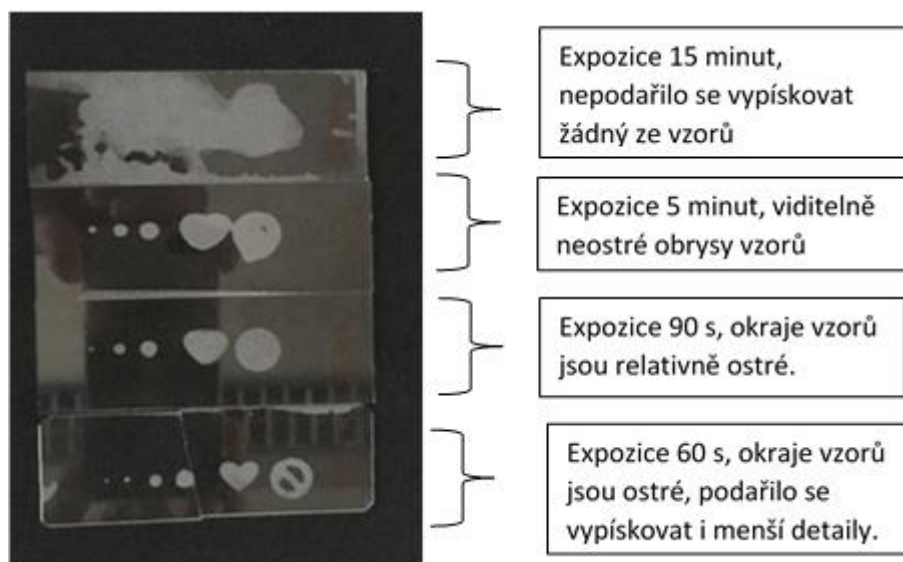 Expozice 15 minut,
nepodařilo se vypískovat
žádný ze vzorů
Expozice 5 minut, viditelně
neostré obrysy vzorů
Expozice 90 s, okraje vzorů
jsou relativně ostré.
Expozice 60 s, okraje vzorů
jsou ostré, podařilo se
vypískovat i menší detaily.